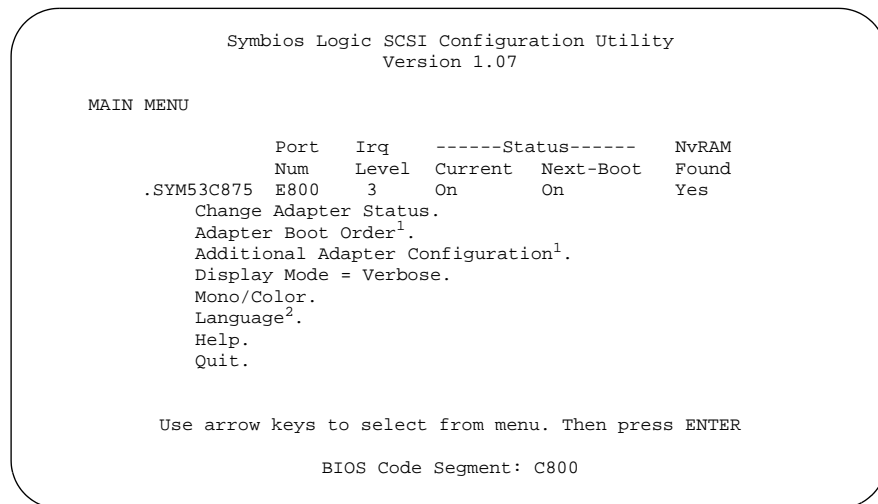 Symbios Logic SCSI Configuration Utility
Version 1.07
MAIN MENU
Port Irq ------Status------ NvRAM
Num Level Current Next-Boot Found
.SYM53C875 E800 3 On On Yes
Change Adapter Status.
Adapter Boot Order1.
Additional Adapter Configuration1.
Display Mode = Verbose.
Mono/Color.
Language2.
Help.
Quit.
Use arrow keys to select from menu. Then press ENTER
BIOS Code Segment: C800